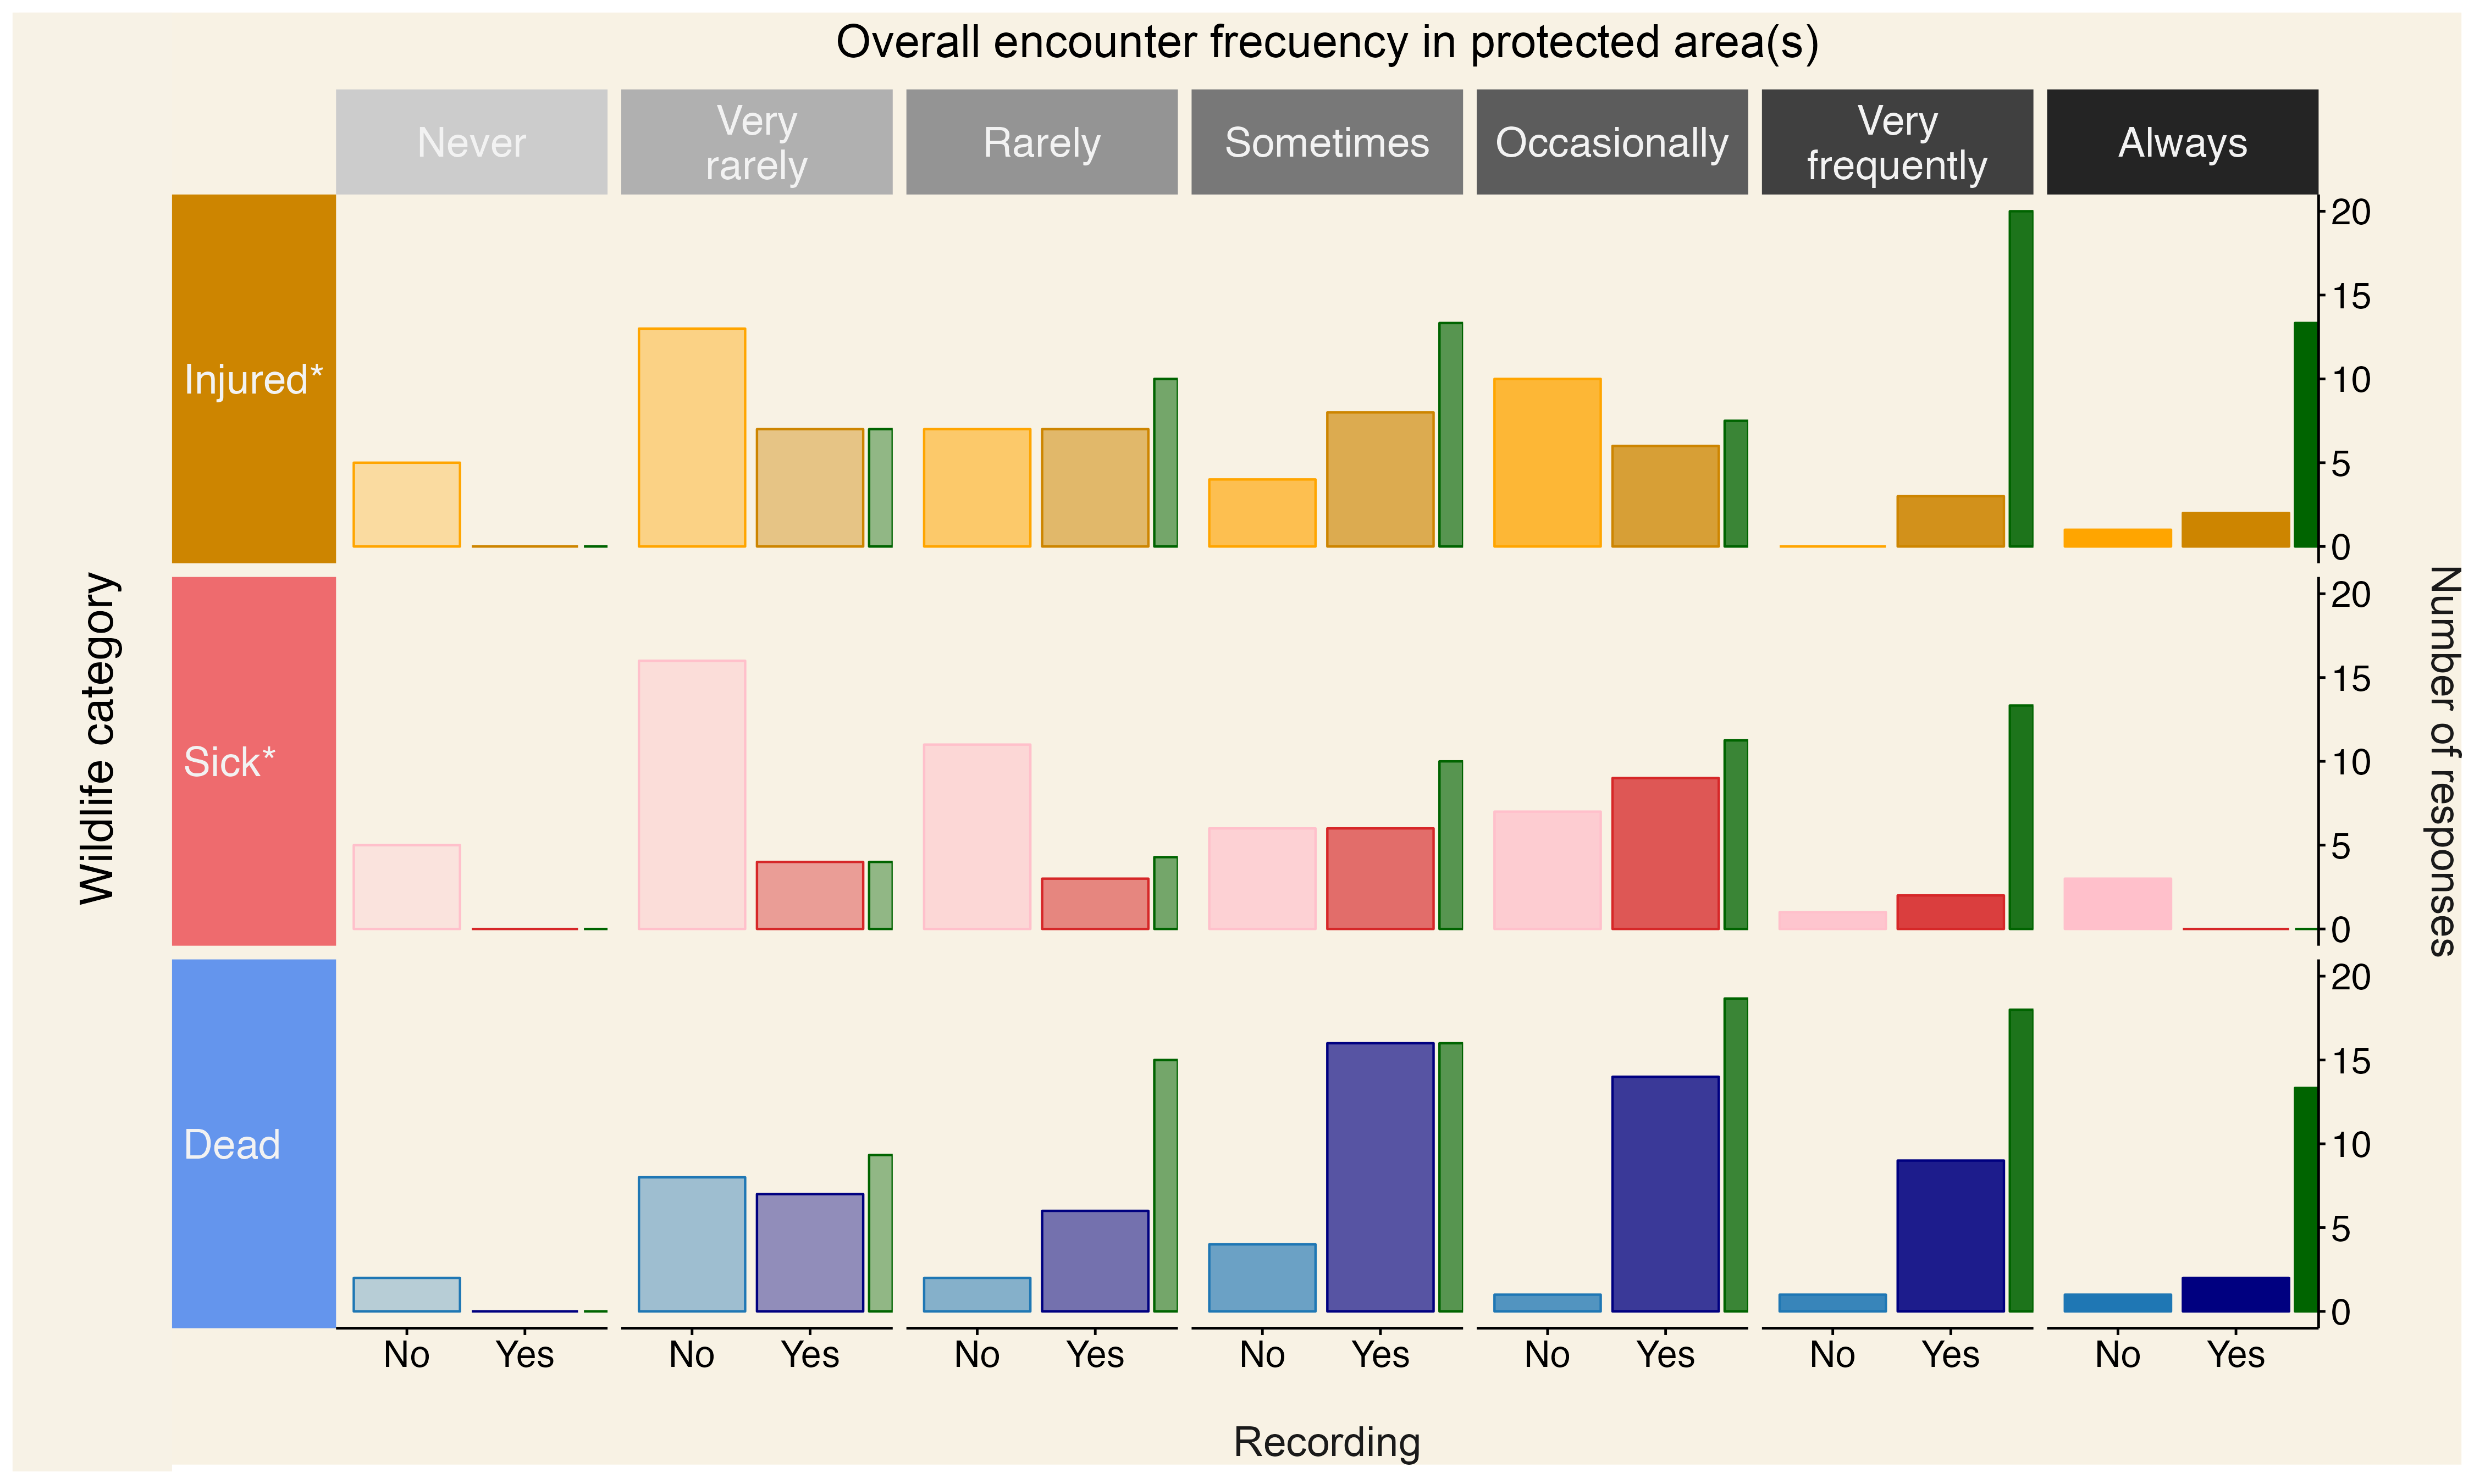 Overall encounter frecuency in protected area(s)
Never
Very
rarely
Rarely
Sometimes
Occasionally
Very
frequently
Always
Wildlife category
Injured*
20
15
10
5
0
Sick*
20
15
10
5
0
Number of responses
Dead
20
15
10
5
0
No Yes No Yes No Yes No Yes No Yes No Yes No Yes
Recording